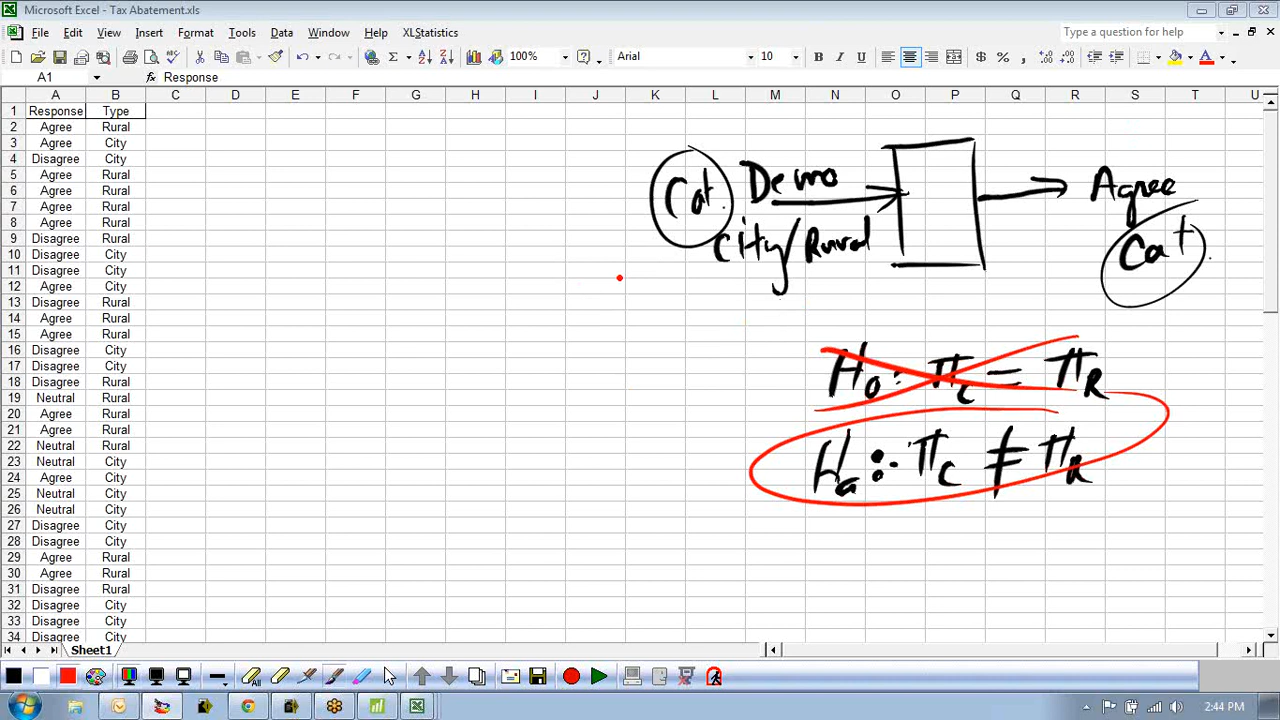 Microsoft Excel - Tax Abatement.xls
File Edit View Insert Format Tools Data Window Help XLStatistics Type a question for help
100% Arial 10 B I U $ % ,
A1 fx Response
A B C D E F G H I J K L M N O P Q R S T U
1 Response Type
2 Agree Rural
3 Agree City
4 Disagree City
5 Agree Rural
6 Agree Rural
7 Agree Rural
8 Agree Rural
9 Disagree Rural
10 Disagree City
11 Disagree City
12 Agree City
13 Disagree Rural
14 Agree Rural
15 Agree Rural
16 Disagree City
17 Disagree City
18 Disagree Rural
19 Neutral Rural
20 Agree Rural
21 Agree Rural
22 Neutral City
23 Neutral City
24 Agree City
25 Neutral City
26 Neutral City
27 Disagree City
28 Disagree City
29 Agree Rural
30 Agree Rural
31 Disagree Rural
32 Disagree City
33 Disagree City
34 Disagree City
Cat. Demo Agree
City/Rural Cat.
H0: πC = πR
Ha: πC ≠ πR
Sheet1
2:44 PM